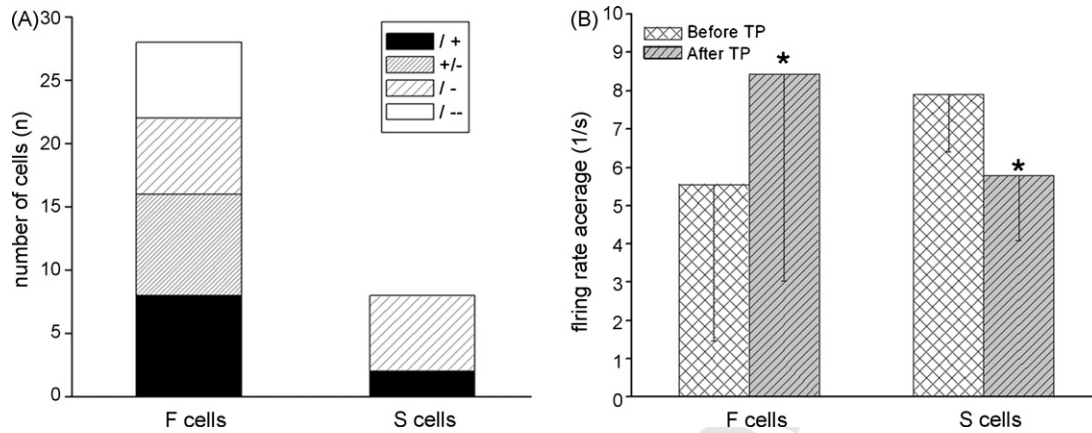 (A)
30
25
20
15
10
5
0
number of cells (n)
/ +
+/-
/ -
/ --
F cells
S cells
(B)
10
9
8
7
6
5
4
3
2
1
0
firing rate acerage (1/s)
Before TP
After TP
*
*
F cells
S cells